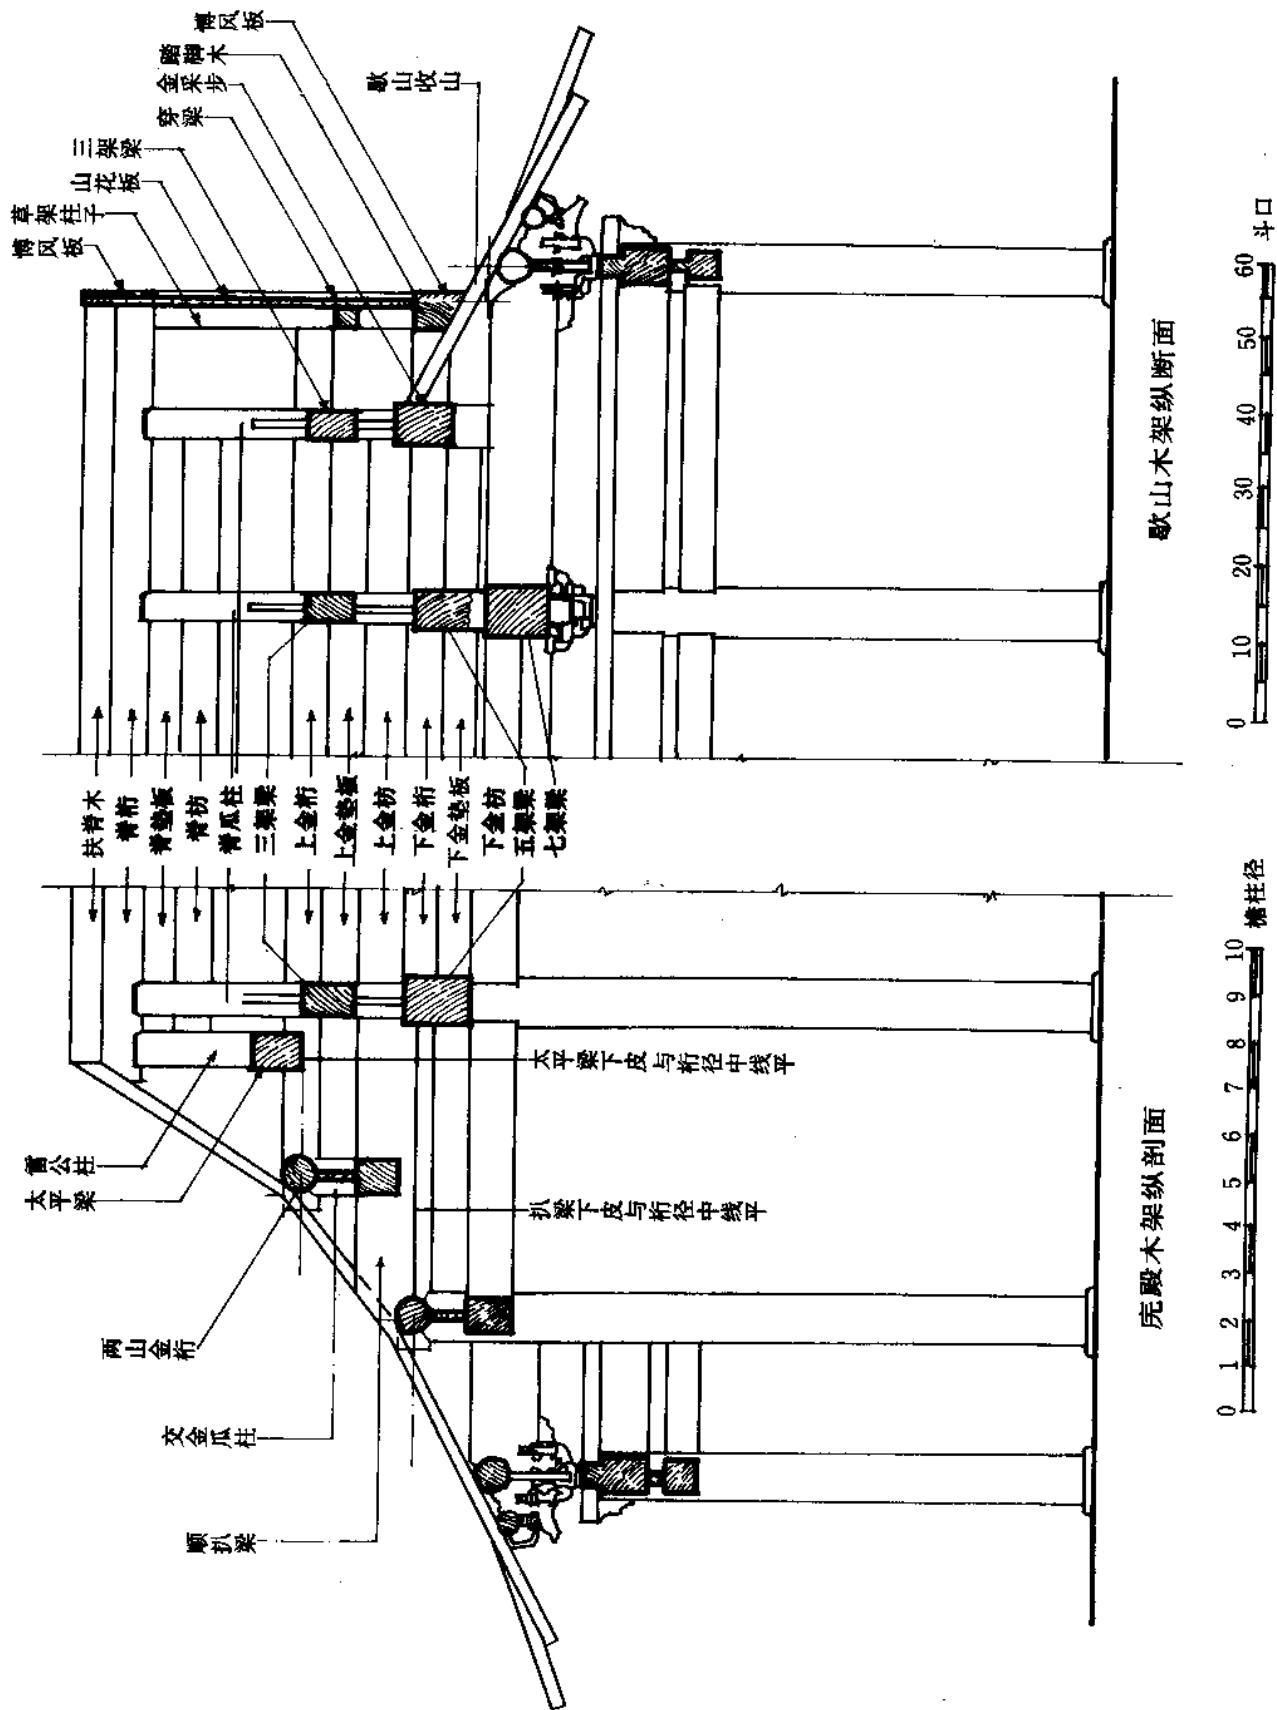 博风板
踏脚木
金采步
穿梁
三架梁
山花板
草架柱子
博风板
歇山收山
扶脊木
脊桁
脊垫板
脊枋
脊瓜柱
三架梁
上金桁
上金垫板
上金枋
下金桁
下金垫板
下金枋
五架梁
七架梁
歇山木架纵断面
0 10 20 30 40 50 60 斗口
雷公柱
太平梁
两山金桁
交金瓜柱
顺扒梁
太平梁下皮与桁径中线平
扒梁下皮与桁径中线平
庑殿木架纵剖面
0 1 2 3 4 5 6 7 8 9 10 檐柱径